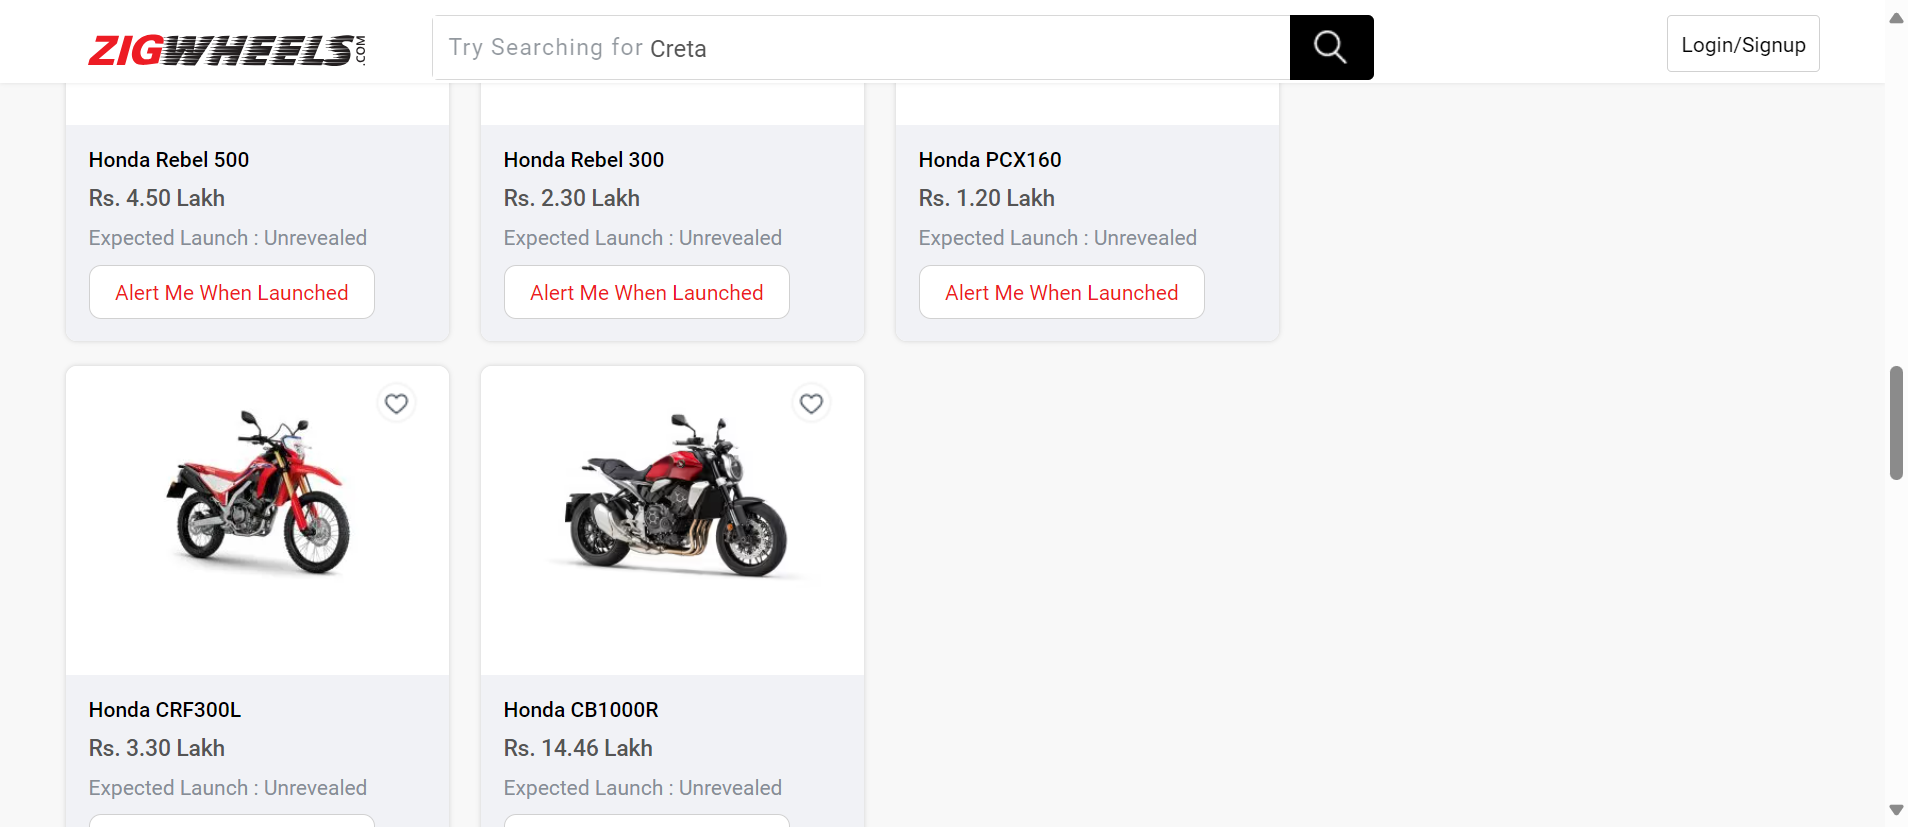 ZIGWHEELS.COM
Try Searching for Creta
Login/Signup
Honda Rebel 500
Rs. 4.50 Lakh
Expected Launch : Unrevealed
Alert Me When Launched
Honda Rebel 300
Rs. 2.30 Lakh
Expected Launch : Unrevealed
Alert Me When Launched
Honda PCX160
Rs. 1.20 Lakh
Expected Launch : Unrevealed
Alert Me When Launched
Honda CRF300L
Rs. 3.30 Lakh
Expected Launch : Unrevealed
Honda CB1000R
Rs. 14.46 Lakh
Expected Launch : Unrevealed